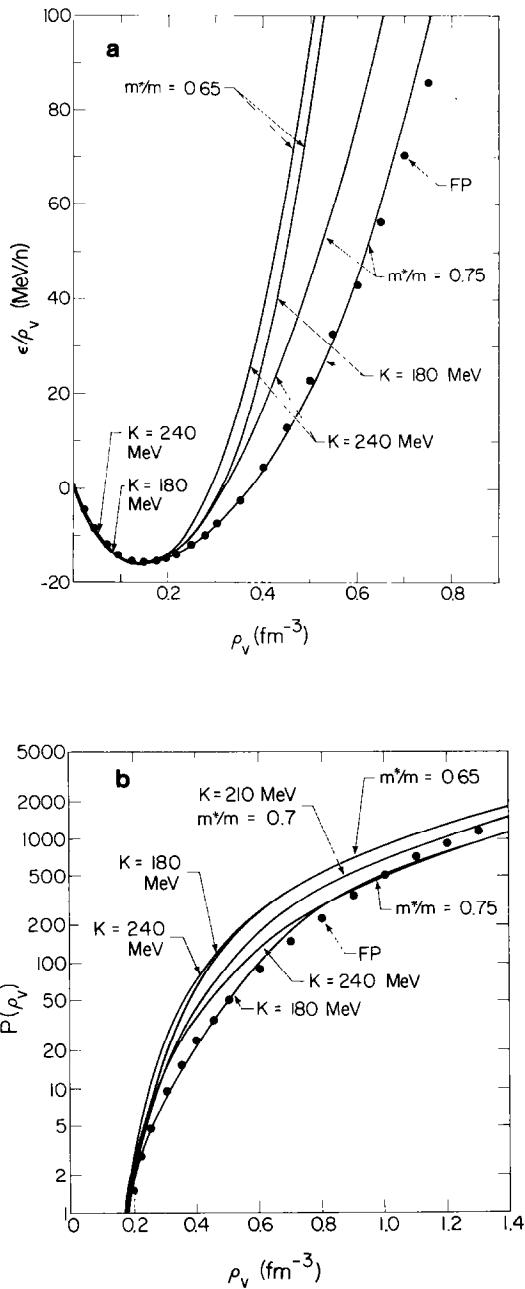 a
100
80
60
40
20
0
-20
m*/m = 0.65
FP
m*/m = 0.75
K = 180 MeV
K = 240 MeV
K = 240
MeV
K = 180
MeV
ϵ/ρv (MeV/n)
0.2 0.4 0.6 0.8
ρv (fm⁻³)
b
5000
2000
1000
500
200
100
50
20
10
5
2
1
K = 210 MeV
m*/m = 0.7
m*/m = 0.65
K = 180
MeV
K = 240
MeV
m*/m = 0.75
FP
K = 240 MeV
K = 180 MeV
P(ρv)
0 0.2 0.4 0.6 0.8 1.0 1.2 1.4
ρv (fm⁻³)